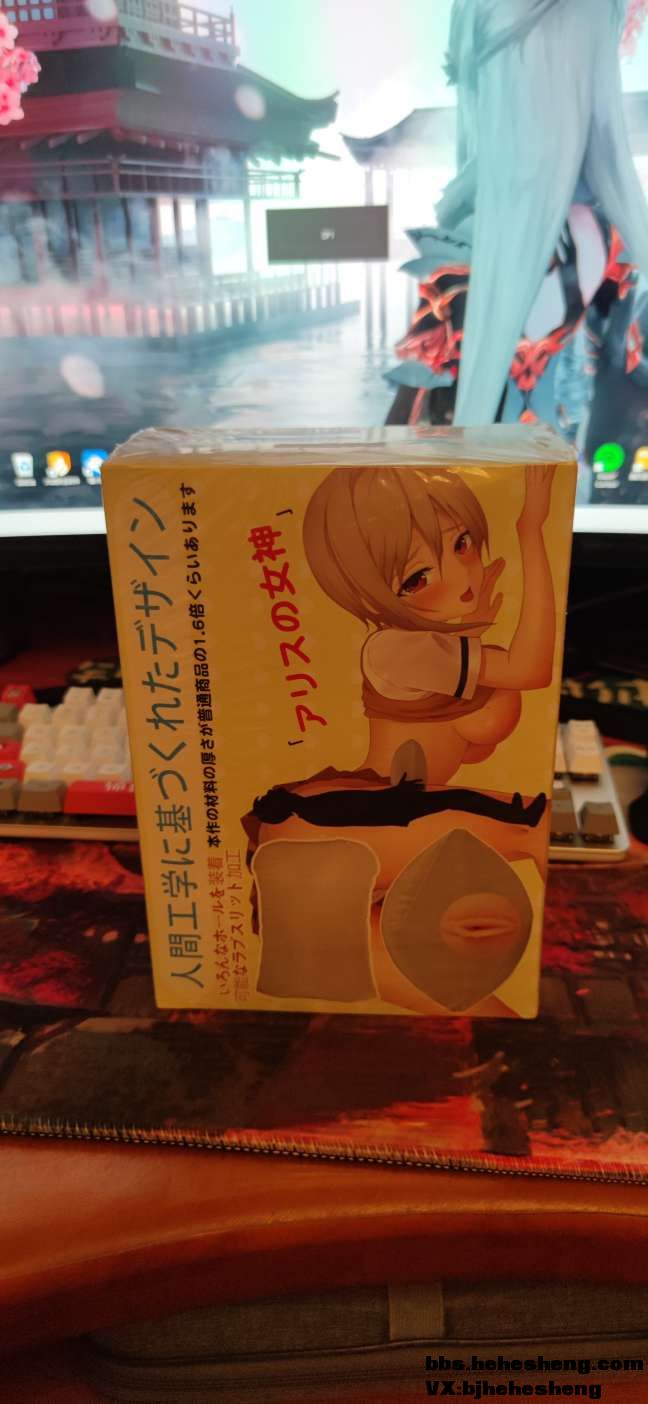 人間工学に基づくれたデザイン
本作の材料の厚さが普通商品の1.6倍くらいあります
いろんなホールを装着
可能なラブスリット加工
「アリスの女神」
bbs.hehesheng.com
VX:bjhehesheng